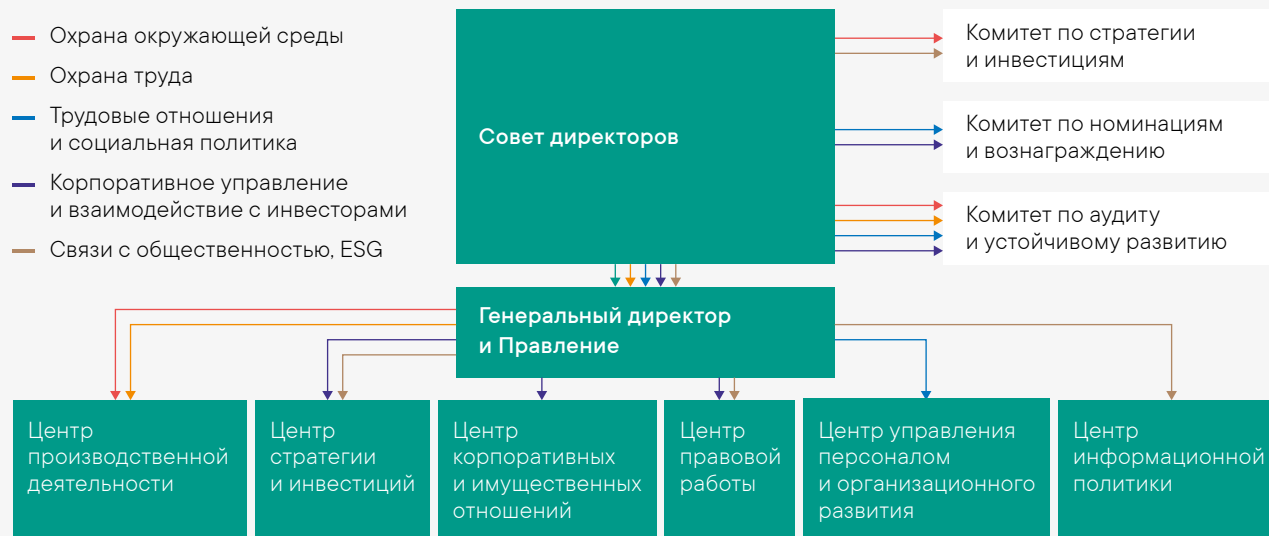 Охрана окружающей среды
Охрана труда
Трудовые отношения
и социальная политика
Корпоративное управление
и взаимодействие с инвесторами
Связи с общественностью, ESG
Совет директоров
Комитет по стратегии
и инвестициям
Комитет по номинациям
и вознаграждению
Комитет по аудиту
и устойчивому развитию
Генеральный директор
и Правление
Центр
производственной
деятельности
Центр
стратегии
и инвестиций
Центр
корпоративных
и имущественных
отношений
Центр
правовой
работы
Центр управления
персоналом
и организационного
развития
Центр
информационной
политики